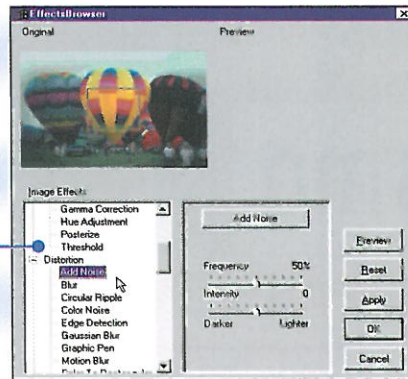 EffectsBrowser
Original
Preview
Image Effects
Gamma Correction
Hue Adjustment
Posterize
Threshold
Distortion
Add Noise
Blur
Circular Ripple
Color Noise
Edge Detection
Gaussian Blur
Graphic Pen
Motion Blur
Add Noise
Frequency 50%
Intensity 0
Darker Lighter
Preview
Reset
Apply
OK
Cancel